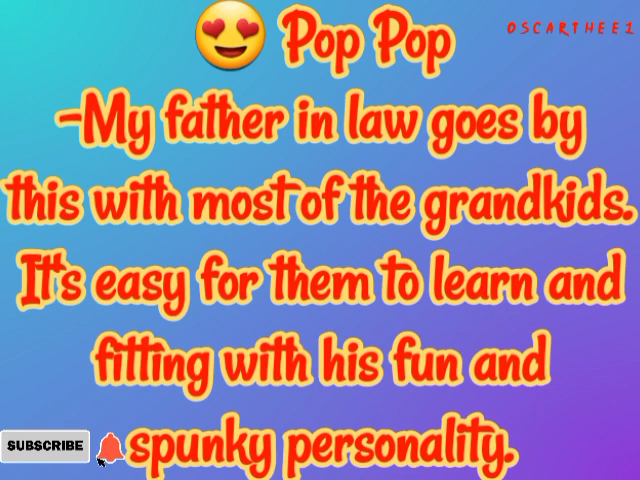 😍 Pop Pop
OSCARTHEE1
-My father in law goes by
this with most of the grandkids.
It's easy for them to learn and
fitting with his fun and
spunky personality.
SUBSCRIBE